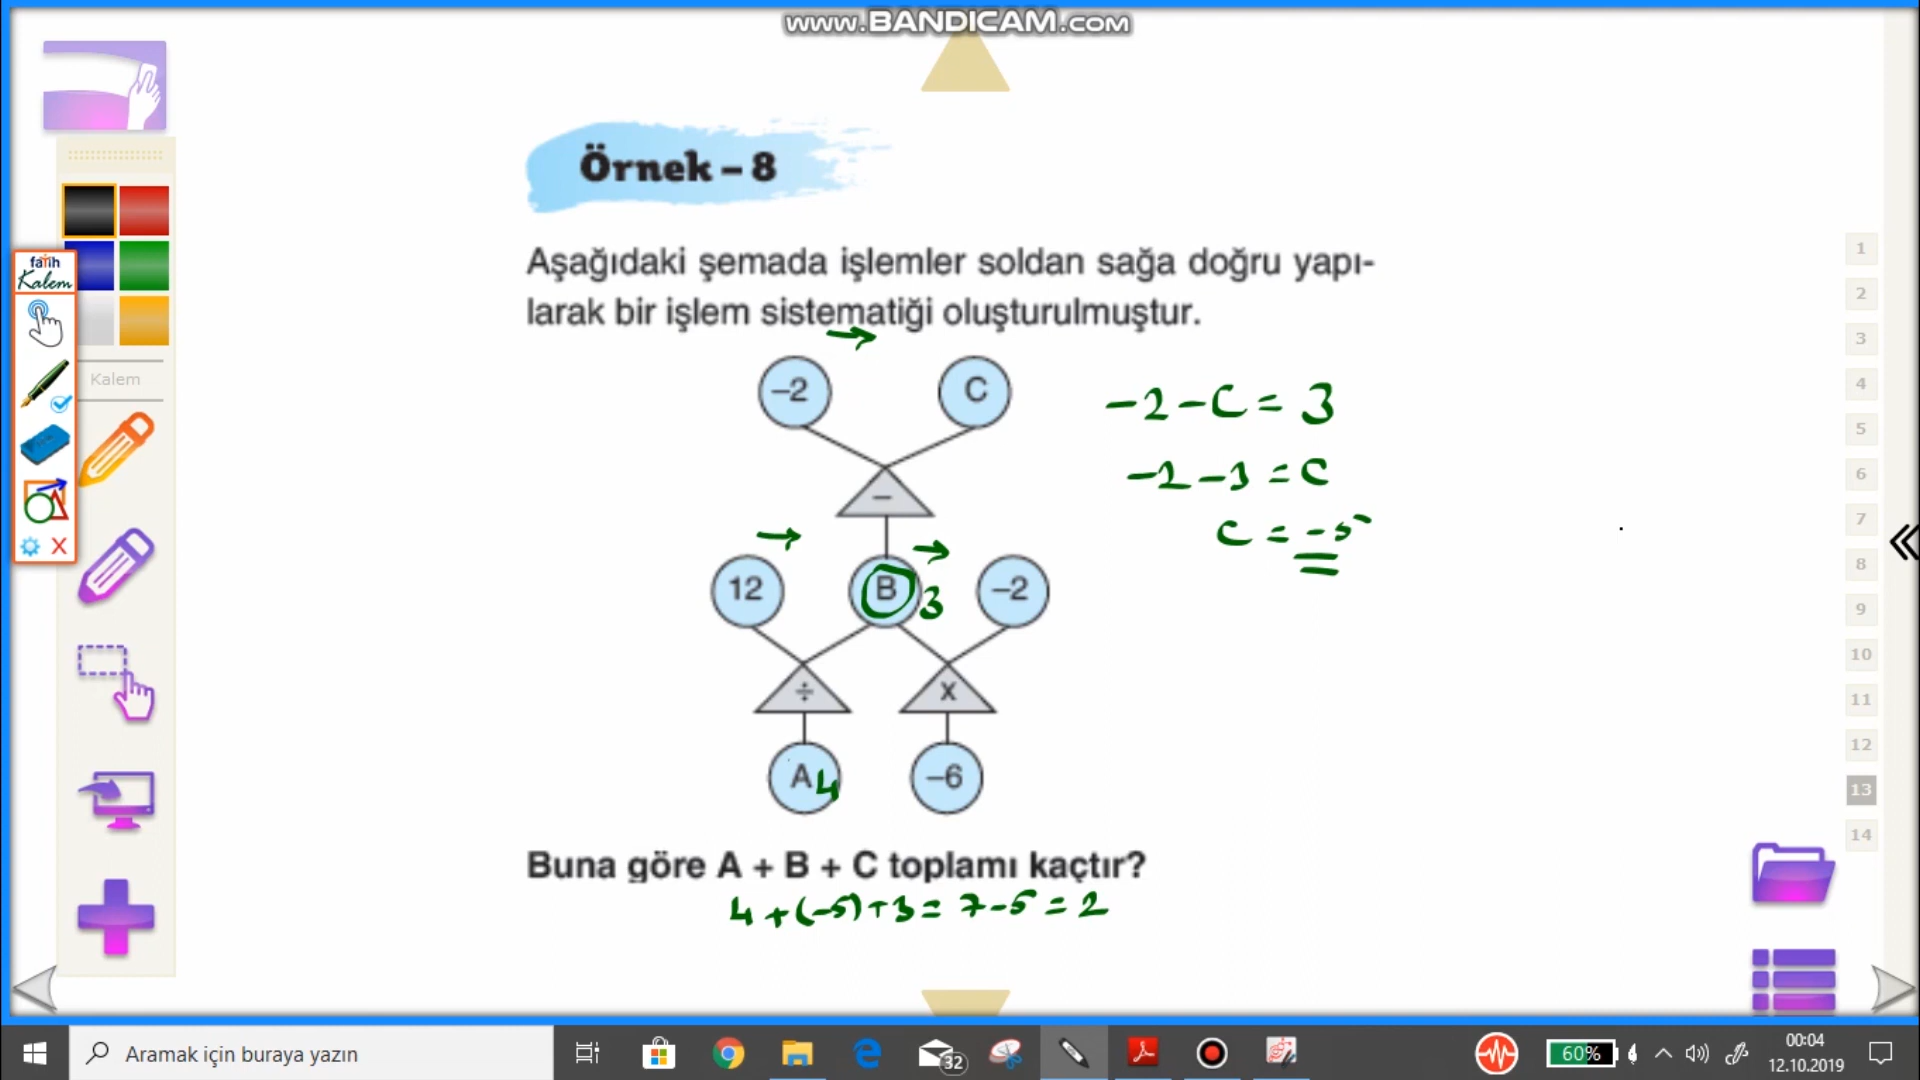 www.BANDICAM.com
Örnek – 8
Aşağıdaki şemada işlemler soldan sağa doğru yapı-
larak bir işlem sistematiği oluşturulmuştur.
–2
C
–
12
B
3
–2
÷
x
A
4
–6
-2-C = 3
-2-3 = C
C = -5
Buna göre A + B + C toplamı kaçtır?
4+(-5)+3 = 7-5 = 2
fatih
Kalem
Kalem
X
1
2
3
4
5
6
7
8
9
10
11
12
13
14
Aramak için buraya yazın
32
60%
00:04
12.10.2019